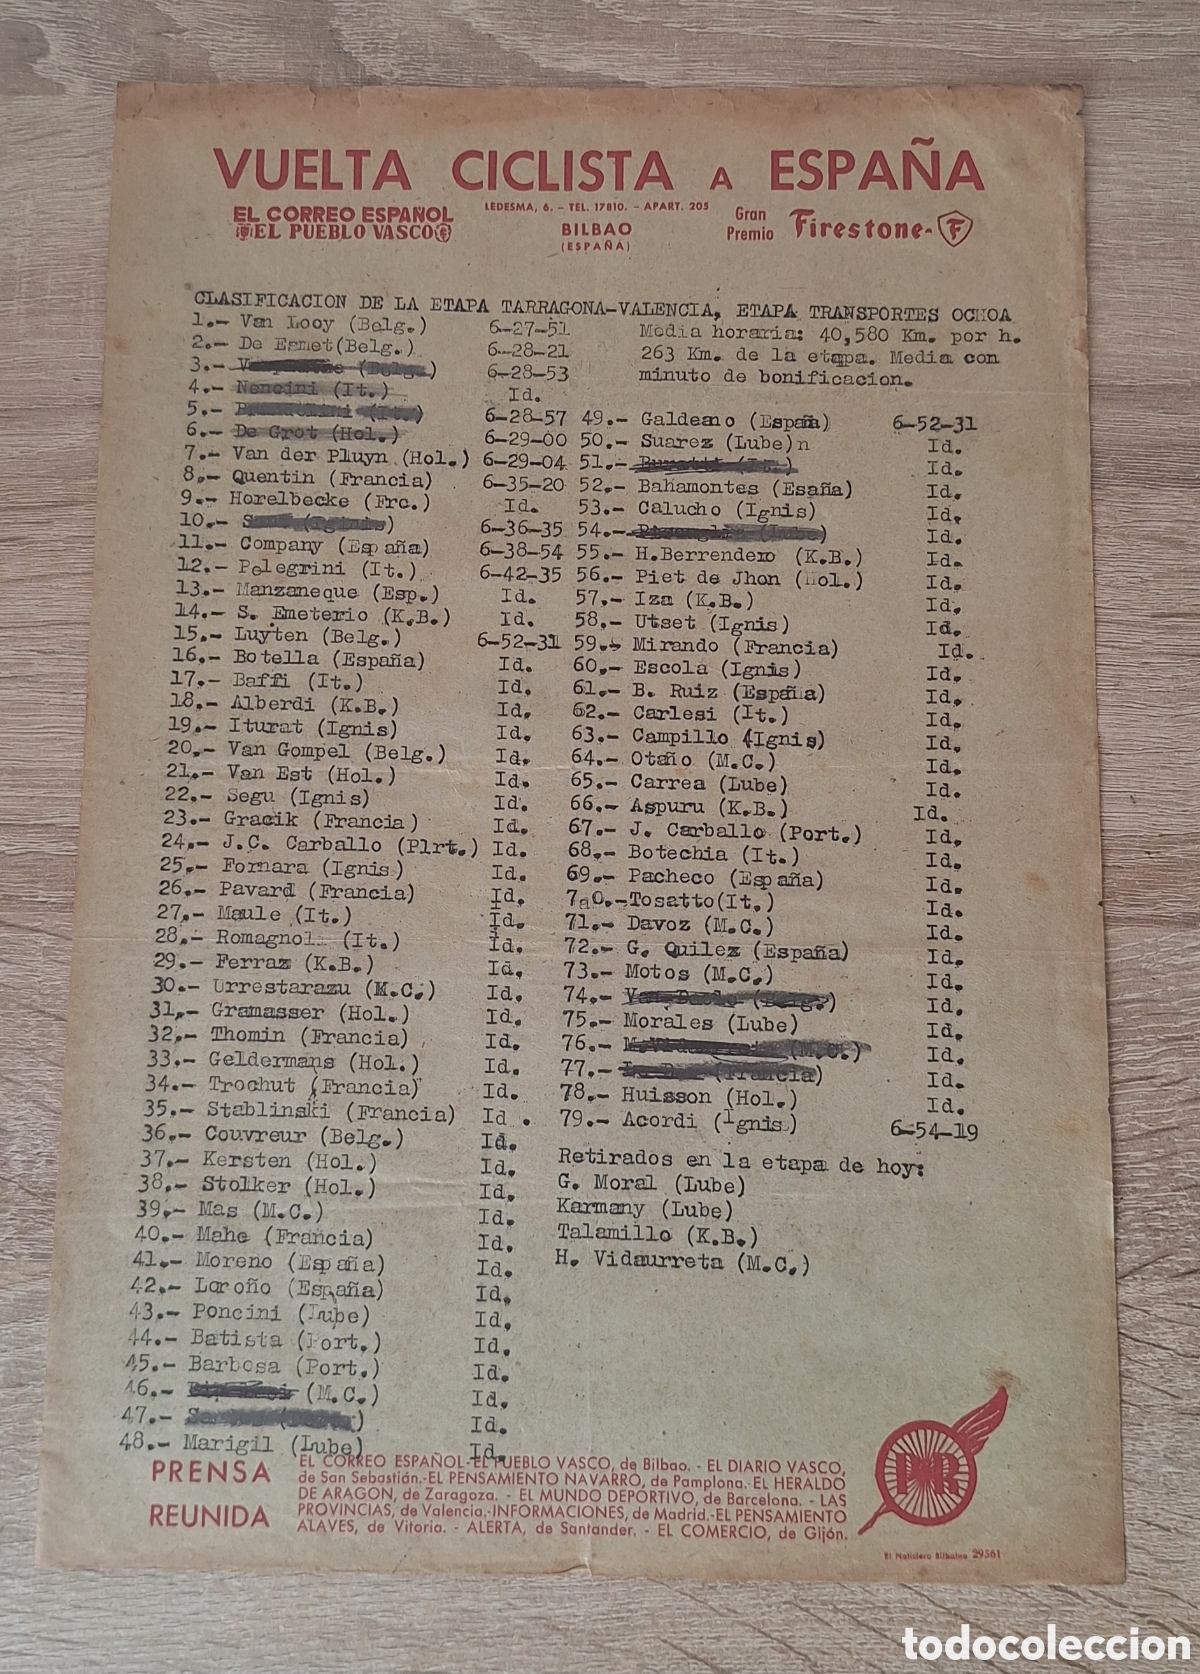 VUELTA CICLISTA A ESPAÑA
EL CORREO ESPAÑOL
EL PUEBLO VASCO
LEDESMA, 6. - TEL. 17810. - APART. 205
BILBAO
(ESPAÑA)
Gran
Premio
Firestone- F
CLASIFICACION DE LA ETAPA TARRAGONA-VALENCIA, ETAPA TRANSPORTES OCHOA
1.- Van Looy (Belg.) 6-27-51
2.- De Esmet(Belg.) 6-28-21
3.- (Belg.) 6-28-53
4.- Nencini (It.) Id.
5.- (It.) 6-28-57
6.- De Grot (Hol.) 6-29-00
7.- Van der Pluyn (Hol.) 6-29-04
8.- Quentin (Francia) 6-35-20
9.- Horelbecke (Frc.) Id.
10.- 6-36-35
11.- Company (España) 6-38-54
12.- Pelegrini (It.) 6-42-35
13.- Manzaneque (Esp.) Id.
14.- S. Emeterio (K.B.) Id.
15.- Luyten (Belg.) 6-52-31
16.- Botella (España) Id.
17.- Baffi (It.) Id.
18.- Alberdi (K.B.) Id.
19.- Iturat (Ignis) Id.
20.- Van Gompel (Belg.) Id.
21.- Van Est (Hol.) Id.
22.- Segu (Ignis) Id.
23.- Gracik (Francia) Id.
24.- J.C. Carballo (Plrt.) Id.
25.- Fornara (Ignis) Id.
26.- Pavard (Francia) Id.
27.- Maule (It.) Id.
28.- Romagnoli (It.) Id.
29.- Ferraz (K.B.) Id.
30.- Urrestarazu (M.C.) Id.
31.- Gramasser (Hol.) Id.
32.- Thomin (Francia) Id.
33.- Geldermans (Hol.) Id.
34.- Trochut (Francia) Id.
35.- Stablinski (Francia) Id.
36.- Couvreur (Belg.) Id.
37.- Kersten (Hol.) Id.
38.- Stolker (Hol.) Id.
39.- Mas (M.C.) Id.
40.- Mahe (Francia) Id.
41.- Moreno (España) Id.
42.- Loroño (España) Id.
43.- Poncini (Lube) Id.
44.- Batista (Port.) Id.
45.- Barbosa (Port.) Id.
46.- (M.C.) Id.
47.- Id.
48.- Marigil (Lube) Id.
Media horaria: 40,580 Km. por h.
263 Km. de la etapa. Media con
minuto de bonificacion.
49.- Galdeano (España) 6-52-31
50.- Suarez (Lube)n Id.
51.- (It.) Id.
52.- Bahamontes (Esaña) Id.
53.- Calucho (Ignis) Id.
54.- (Lube) Id.
55.- H.Berrendero (K.B.) Id.
56.- Piet de Jhon (Hol.) Id.
57.- Iza (K.B.) Id.
58.- Utset (Ignis) Id.
59.- Mirando (Francia) Id.
60.- Escola (Ignis) Id.
61.- B. Ruiz (España) Id.
62.- Carlesi (It.) Id.
63.- Campillo (Ignis) Id.
64.- Otaño (M.C.) Id.
65.- Carrea (Lube) Id.
66.- Aspuru (K.B.) Id.
67.- J. Carballo (Port.) Id.
68.- Botechia (It.) Id.
69.- Pacheco (España) Id.
7a0.-Tosatto(It.) Id.
71.- Davoz (M.C.) Id.
72.- G. Quilez (España) Id.
73.- Motos (M.C.) Id.
74.- (Belg.) Id.
75.- Morales (Lube) Id.
76.- (M.C.) Id.
77.- (Francia) Id.
78.- Huisson (Hol.) Id.
79.- Acordi (Ignis) 6-54-19
Retirados en la etapa de hoy:
G. Moral (Lube)
Karmany (Lube)
Talamillo (K.B.)
H. Vidaurreta (M.C.)
PRENSA
REUNIDA
EL CORREO ESPAÑOL-EL PUEBLO VASCO, de Bilbao. - EL DIARIO VASCO,
de San Sebastián.-EL PENSAMIENTO NAVARRO, de Pamplona.-EL HERALDO
DE ARAGON, de Zaragoza. - EL MUNDO DEPORTIVO, de Barcelona. - LAS
PROVINCIAS, de Valencia.-INFORMACIONES, de Madrid.-EL PENSAMIENTO
ALAVES, de Vitoria. - ALERTA, de Santander. - EL COMERCIO, de Gijón.
PR
El Noticiero Bilbaíno 29561
todocoleccion